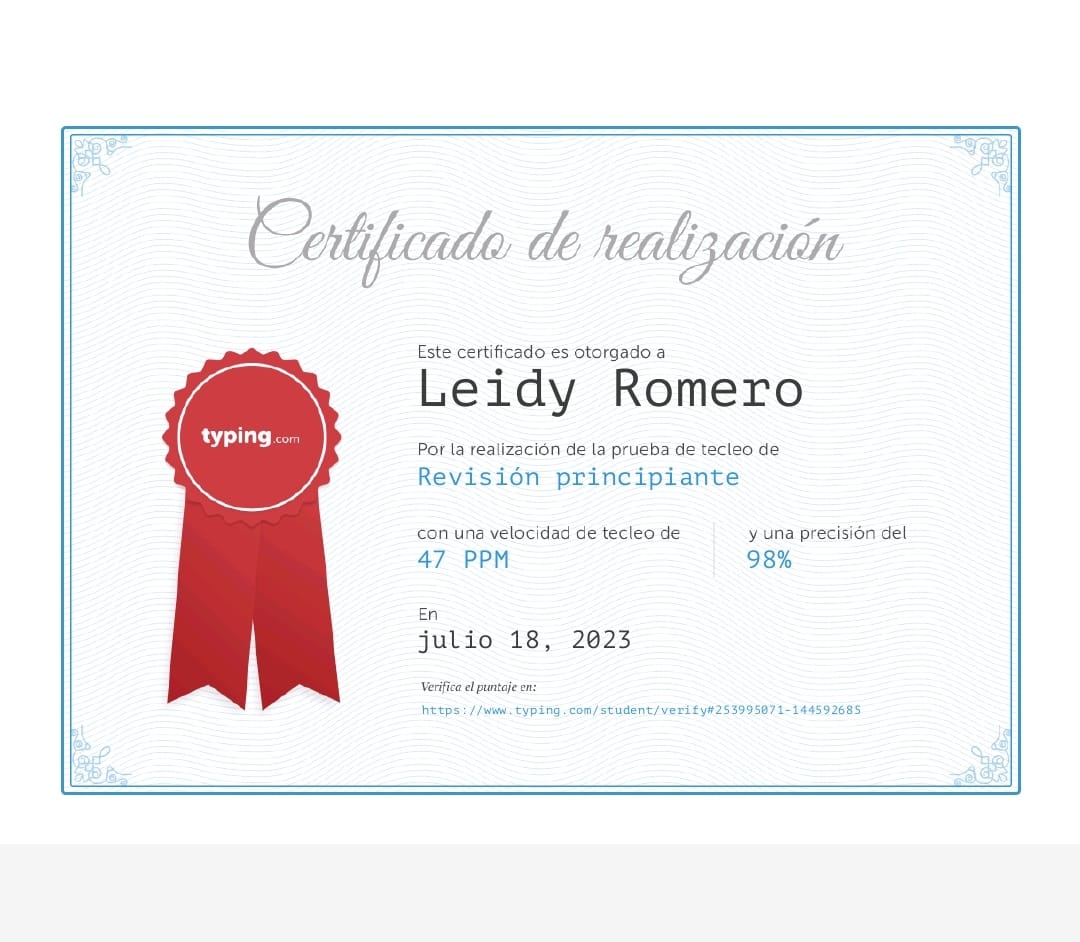 Certificado de realización
Este certificado es otorgado a
Leidy Romero
typing.com
Por la realización de la prueba de tecleo de
Revisión principiante
con una velocidad de tecleo de
47 PPM
y una precisión del
98%
En
julio 18, 2023
Verifica el puntaje en:
https://www.typing.com/student/verify#253995071-144592685